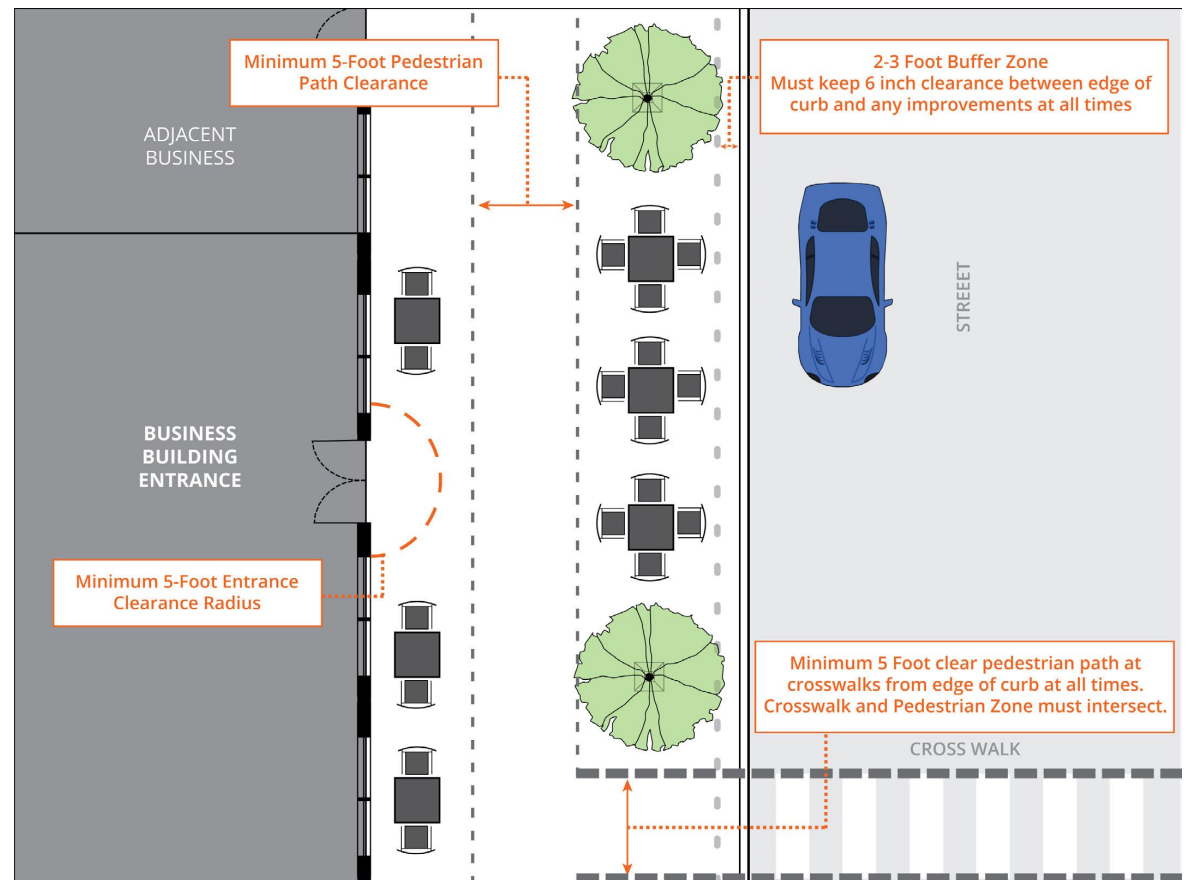 Minimum 5-Foot Pedestrian
Path Clearance
2-3 Foot Buffer Zone
Must keep 6 inch clearance between edge of
curb and any improvements at all times
ADJACENT
BUSINESS
STREEET
BUSINESS
BUILDING
ENTRANCE
Minimum 5-Foot Entrance
Clearance Radius
Minimum 5 Foot clear pedestrian path at
crosswalks from edge of curb at all times.
Crosswalk and Pedestrian Zone must intersect.
CROSS WALK